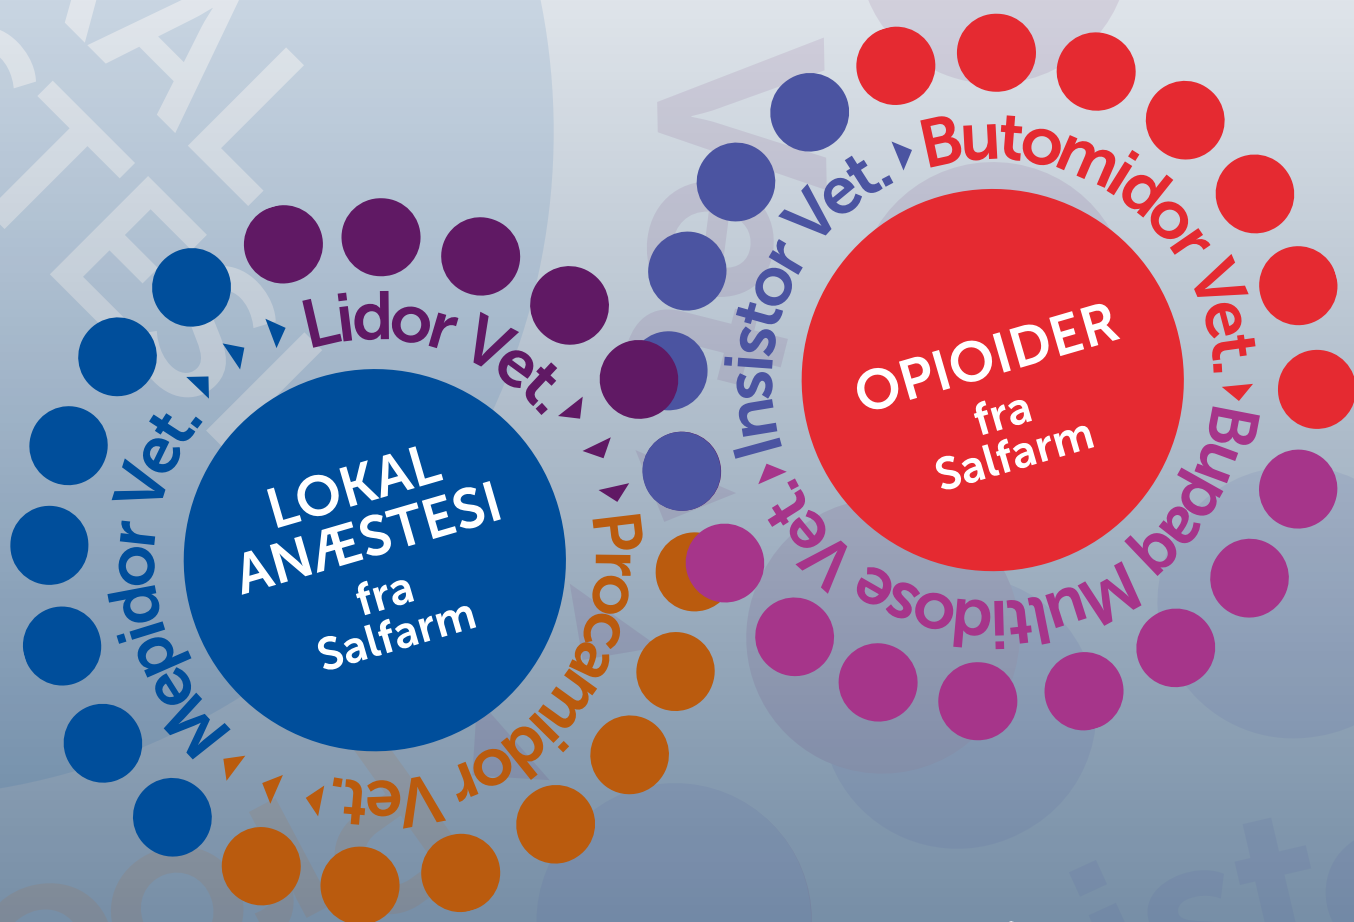 LOKAL
ANÆSTESI
fra
Salfarm
Lidor Vet.
Procamidor Vet.
Mepidor Vet.
OPIOIDER
fra
Salfarm
Butomidor Vet.
Bupaq Multidose Vet.
Insistor Vet.